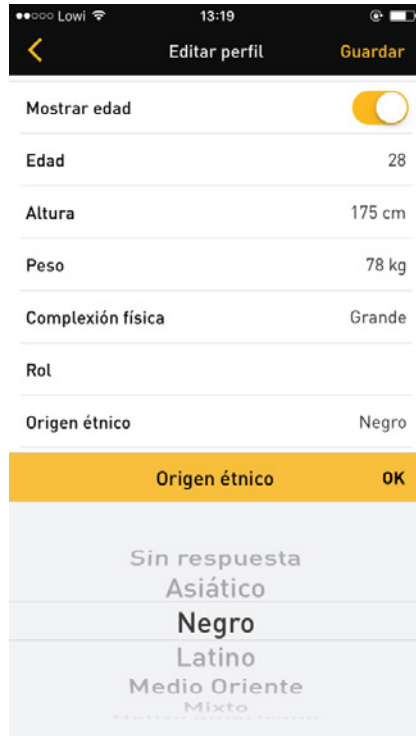 Lowi 13:19
Editar perfil Guardar
Mostrar edad
Edad 28
Altura 175 cm
Peso 78 kg
Complexión física Grande
Rol
Origen étnico Negro
Origen étnico OK
Sin respuesta
Asiático
Negro
Latino
Medio Oriente
Mixto